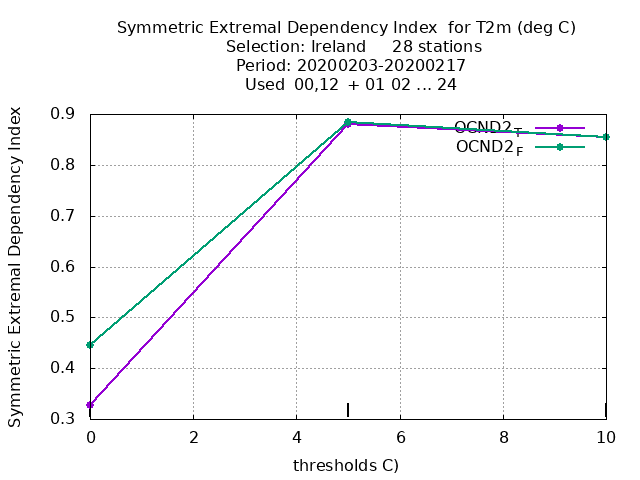 Symmetric Extremal Dependency Index  for T2m (deg C)
Selection: Ireland     28 stations
Period: 20200203-20200217
Used  00,12  + 01 02 ... 24
Symmetric Extremal Dependency Index
0.9
0.8
0.7
0.6
0.5
0.4
0.3
OCND2T
OCND2F
0 2 4 6 8 10
thresholds C)